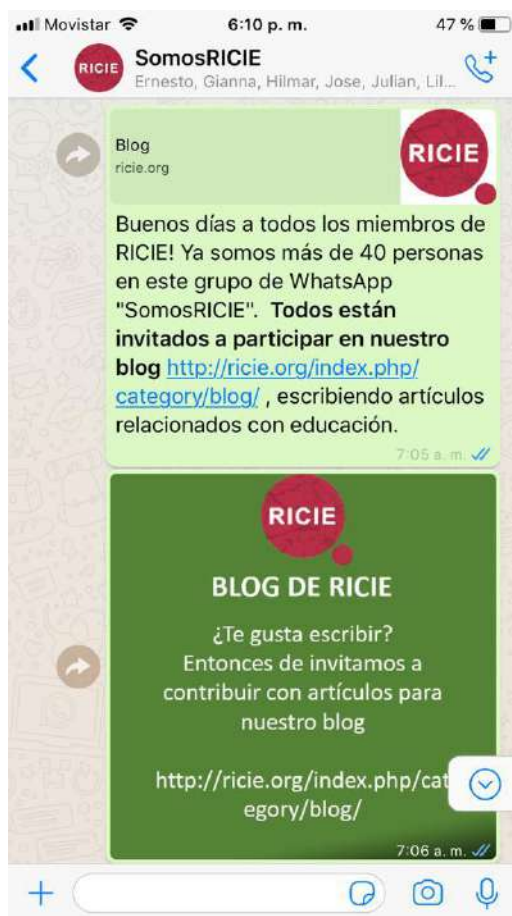 Movistar 6:10 p. m. 47 %
SomosRICIE
RICIE
Ernesto, Gianna, Hilmar, Jose, Julian, Lil...
Blog
ricie.org
RICIE
Buenos días a todos los miembros de
RICIE! Ya somos más de 40 personas
en este grupo de WhatsApp
"SomosRICIE". Todos están
invitados a participar en nuestro
blog http://ricie.org/index.php/
category/blog/ , escribiendo artículos
relacionados con educación.
7:05 a. m.
RICIE
BLOG DE RICIE
¿Te gusta escribir?
Entonces de invitamos a
contribuir con artículos para
nuestro blog
http://ricie.org/index.php/cat
egory/blog/
7:06 a. m.